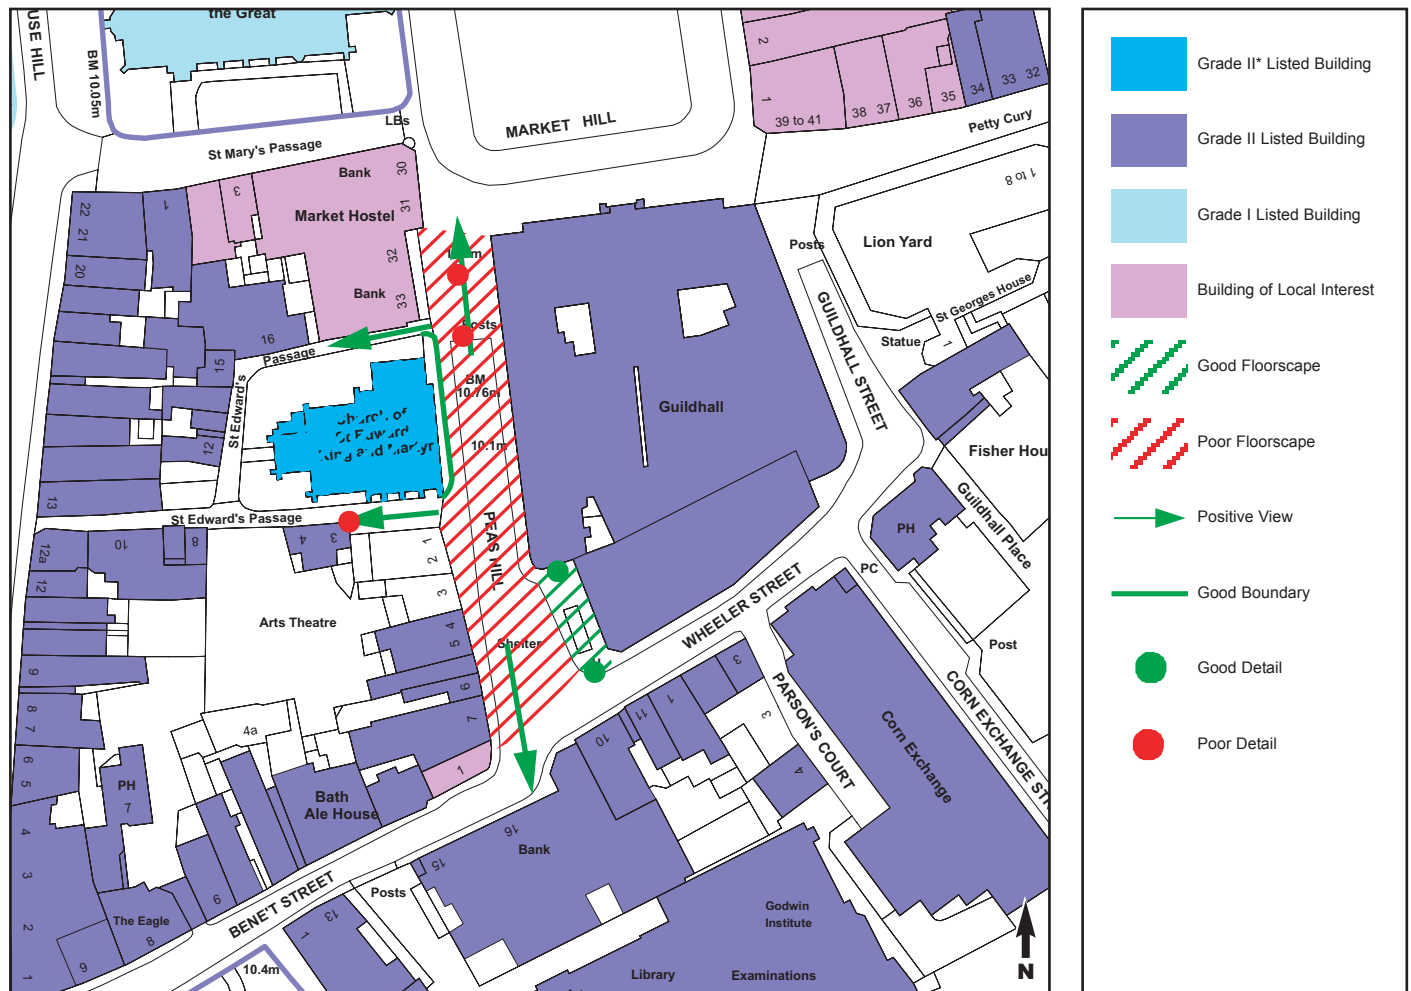 the Great
USE HILL
BM 10.05m
LBs
MARKET HILL
St Mary's Passage
2
1
39 to 41
38
37
36
35
34
33
32
Petty Cury
1 to 8
Bank
30
Market Hostel
31
32
Bank
33
3
1
22
21
20
16
15
Passage
St Edward's
12
13
Church of
St Edward
King and Martyr
Posts
BM
10.76m
10.1m
PEAS HILL
Shelter
Guildhall
Posts
Lion Yard
GUILDHALL STREET
St Georges House
Statue
1
Fisher Hou
Guildhall Place
PH
PC
Post
St Edward's Passage
12a
10
8
4
3
1
2
3
12
Arts Theatre
4
5
6
7
9
8
7
6
5
4a
PH
7
1
Bath
Ale House
4
3
2
1
The Eagle
8
9
6
BENE'T STREET
WHEELER STREET
3
1
11
10
3
4
PARSON'S COURT
Corn Exchange
CORN EXCHANGE STR
16
Bank
15
Posts
13
1
10.4m
Godwin
Institute
Library
Examinations
N
Grade II* Listed Building
Grade II Listed Building
Grade I Listed Building
Building of Local Interest
Good Floorscape
Poor Floorscape
Positive View
Good Boundary
Good Detail
Poor Detail